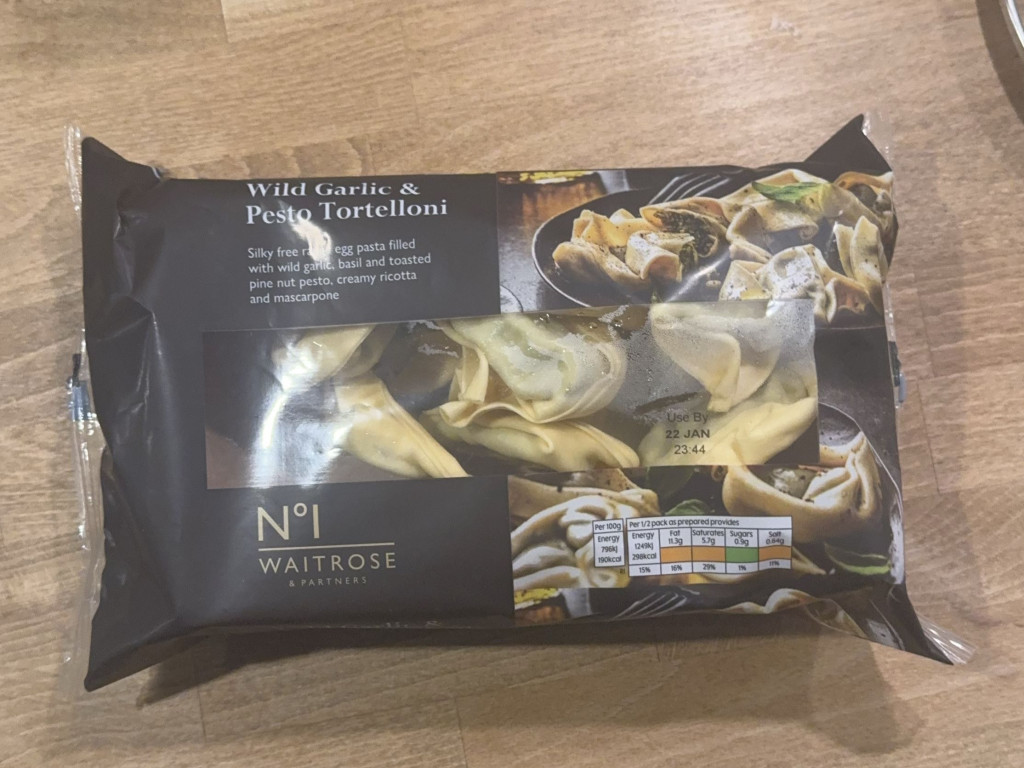 Wild Garlic &
Pesto Tortelloni
Silky free egg pasta filled
with wild garlic, basil and toasted
pine nut pesto, creamy ricotta
and mascarpone
Use By
22 JAN
23:44
Nº1
WAITROSE
& PARTNERS
Per 100g
Energy
796kJ
190kcal
Per 1/2 pack as prepared provides
Energy Fat Saturates Sugars Salt
1249kJ 11.3g 5.7g 0.9g 0.64g
298kcal
15% 16% 29% 1% 11%